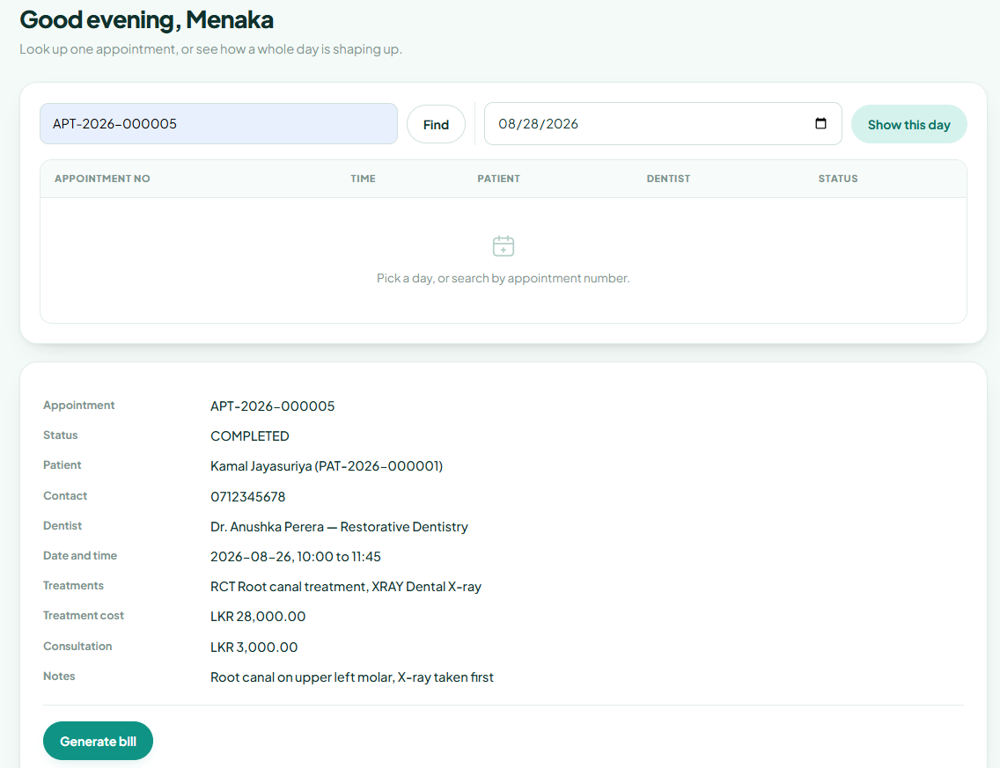 Good evening, Menaka
Look up one appointment, or see how a whole day is shaping up.
APT-2026-000005 Find 08/28/2026 Show this day
APPOINTMENT NO TIME PATIENT DENTIST STATUS
Pick a day, or search by appointment number.
Appointment APT-2026-000005
Status COMPLETED
Patient Kamal Jayasuriya (PAT-2026-000001)
Contact 0712345678
Dentist Dr. Anushka Perera — Restorative Dentistry
Date and time 2026-08-26, 10:00 to 11:45
Treatments RCT Root canal treatment, XRAY Dental X-ray
Treatment cost LKR 28,000.00
Consultation LKR 3,000.00
Notes Root canal on upper left molar, X-ray taken first
Generate bill